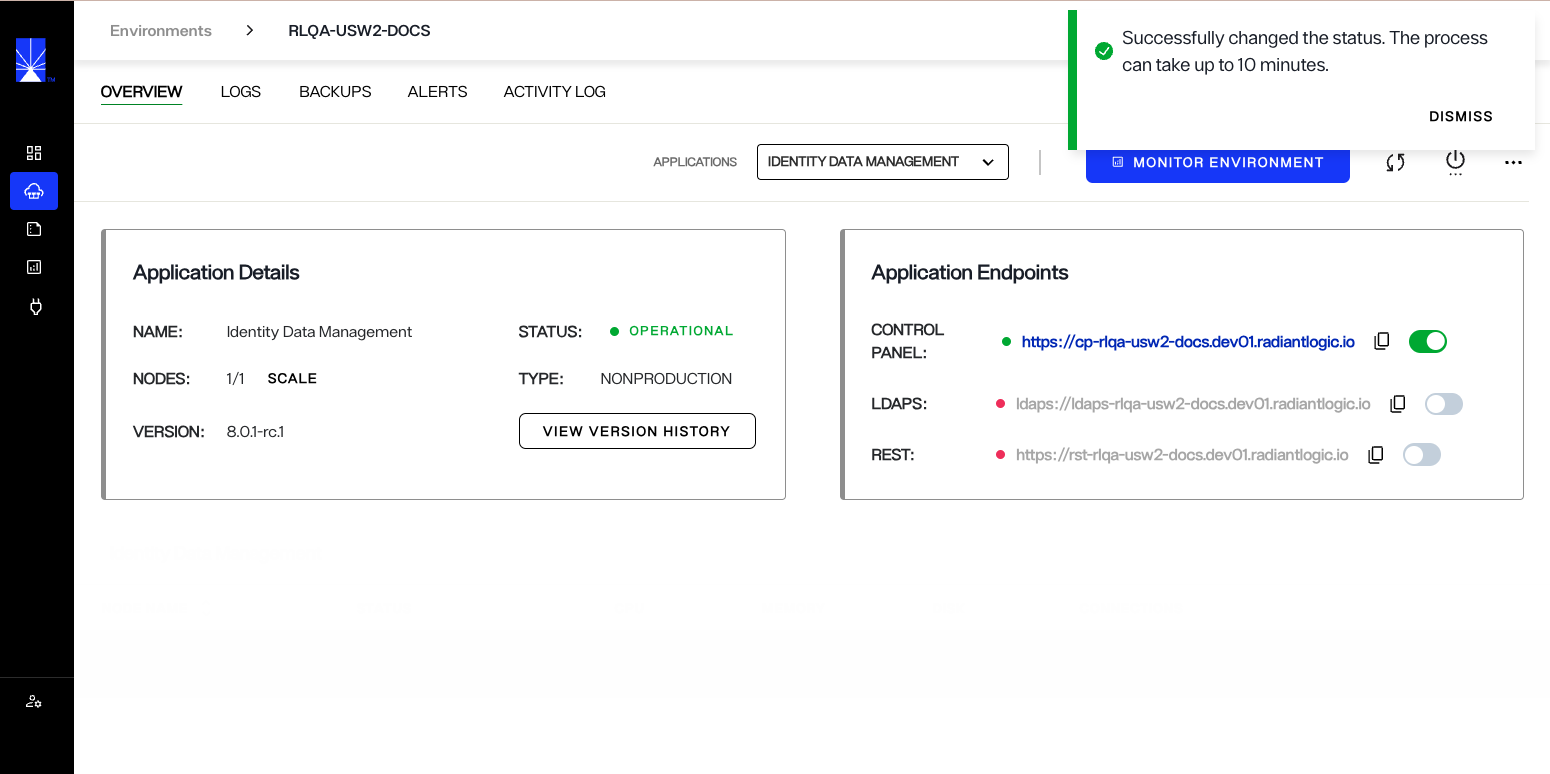 Environments > RLQA-USW2-DOCS
Successfully changed the status. The process
can take up to 10 minutes.
DISMISS
OVERVIEW LOGS BACKUPS ALERTS ACTIVITY LOG
APPLICATIONS IDENTITY DATA MANAGEMENT MONITOR ENVIRONMENT
Application Details
NAME: Identity Data Management STATUS: OPERATIONAL
NODES: 1/1 SCALE TYPE: NONPRODUCTION
VERSION: 8.0.1-rc.1 VIEW VERSION HISTORY
Application Endpoints
CONTROL
PANEL: https://cp-rlqa-usw2-docs.dev01.radiantlogic.io
LDAPS: ldaps://ldaps-rlqa-usw2-docs.dev01.radiantlogic.io
REST: https://rst-rlqa-usw2-docs.dev01.radiantlogic.io